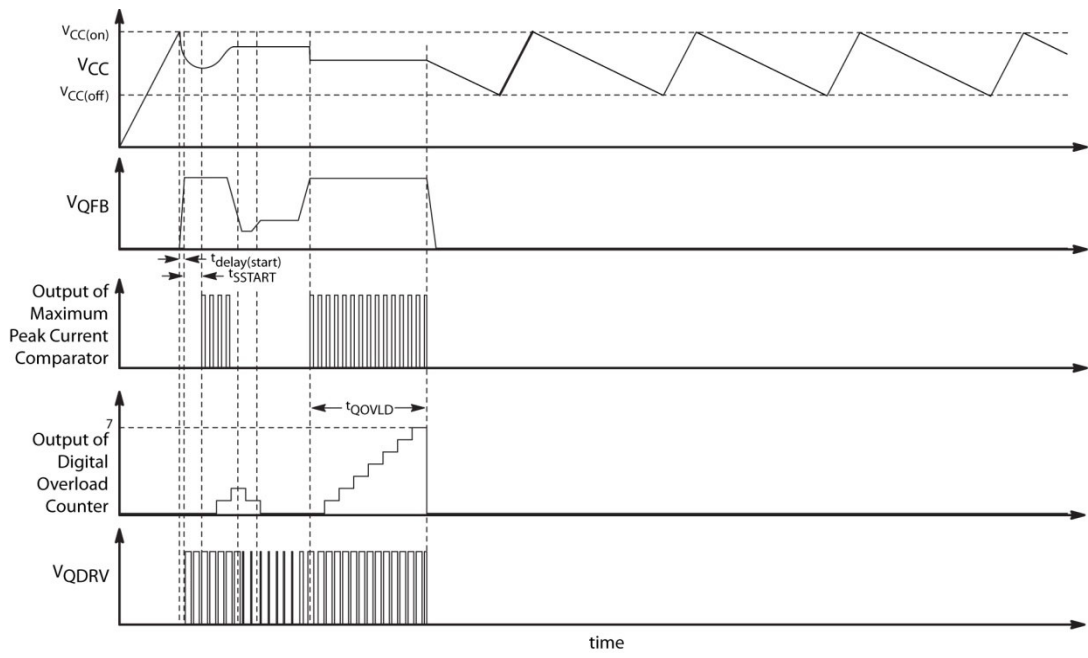 VCC(on)
VCC
VCC(off)
VQFB
tdelay(start)
tSSTART
Output of
Maximum
Peak Current
Comparator
7
tQOVLD
Output of
Digital
Overload
Counter
VQDRV
time